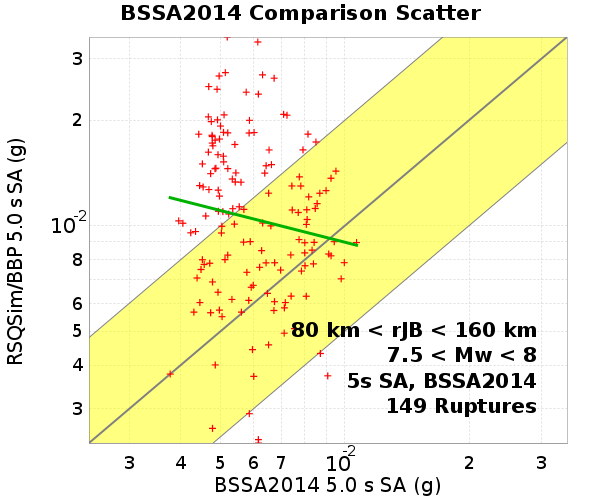 BSSA2014 Comparison Scatter
RSQSim/BBP 5.0 s SA (g)
3
2
10-2
8
6
5
4
3
80 km < rJB < 160 km
7.5 < Mw < 8
5s SA, BSSA2014
149 Ruptures
3 4 5 6 7 10-2 2 3
BSSA2014 5.0 s SA (g)